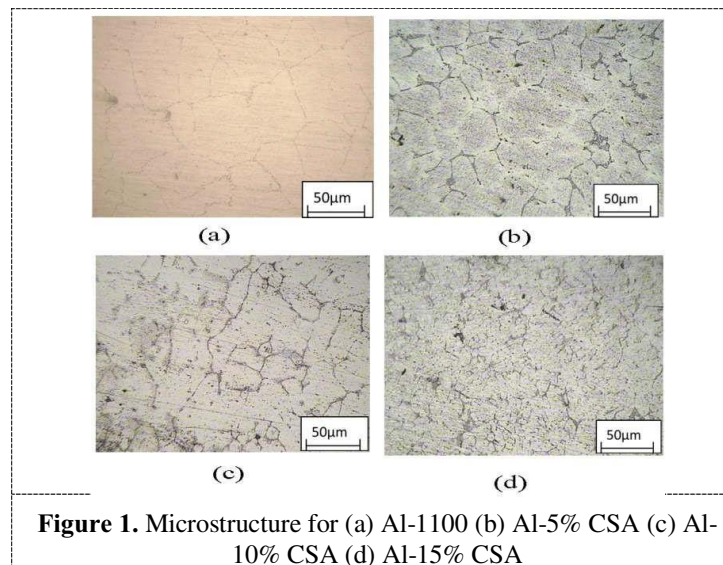 50µm
50µm
(a)
(b)
50µm
50µm
(c)
(d)
Figure 1. Microstructure for (a) Al-1100 (b) Al-5% CSA (c) Al-
10% CSA (d) Al-15% CSA